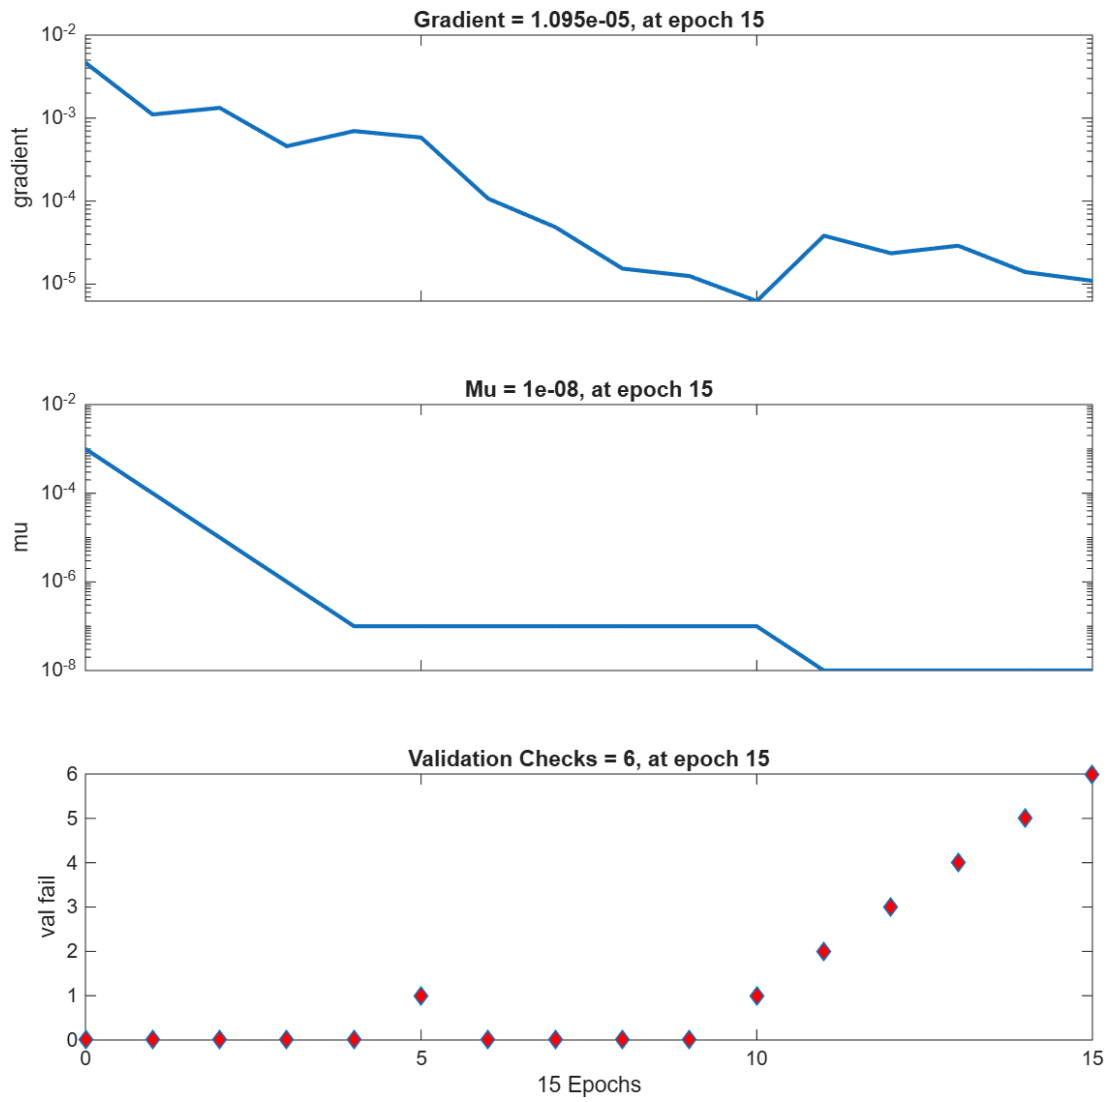 Gradient = 1.095e-05, at epoch 15
10^-2
10^-3
10^-4
10^-5
gradient
Mu = 1e-08, at epoch 15
10^-2
10^-4
10^-6
10^-8
mu
Validation Checks = 6, at epoch 15
6
5
4
3
2
1
0
val fail
0 5 10 15
15 Epochs